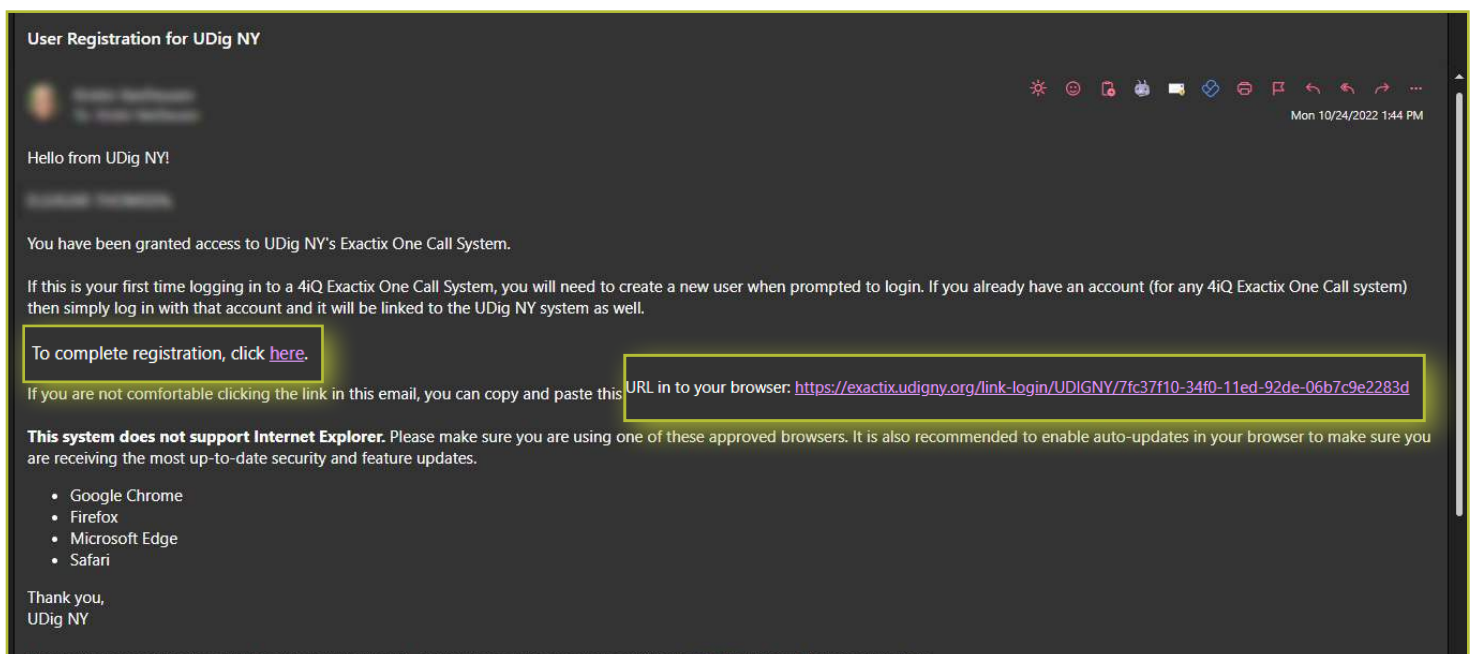 User Registration for UDig NY
Mon 10/24/2022 1:44 PM
Hello from UDig NY!
You have been granted access to UDig NY's Exactix One Call System.
If this is your first time logging in to a 4iQ Exactix One Call System, you will need to create a new user when prompted to login. If you already have an account (for any 4iQ Exactix One Call system)
then simply log in with that account and it will be linked to the UDig NY system as well.
To complete registration, click here.
If you are not comfortable clicking the link in this email, you can copy and paste this URL in to your browser: https://exactix.udigny.org/link-login/UDIGNY/7fc37f10-34f0-11ed-92de-06b7c9e2283d
This system does not support Internet Explorer. Please make sure you are using one of these approved browsers. It is also recommended to enable auto-updates in your browser to make sure you
are receiving the most up-to-date security and feature updates.
• Google Chrome
• Firefox
• Microsoft Edge
• Safari
Thank you,
UDig NY